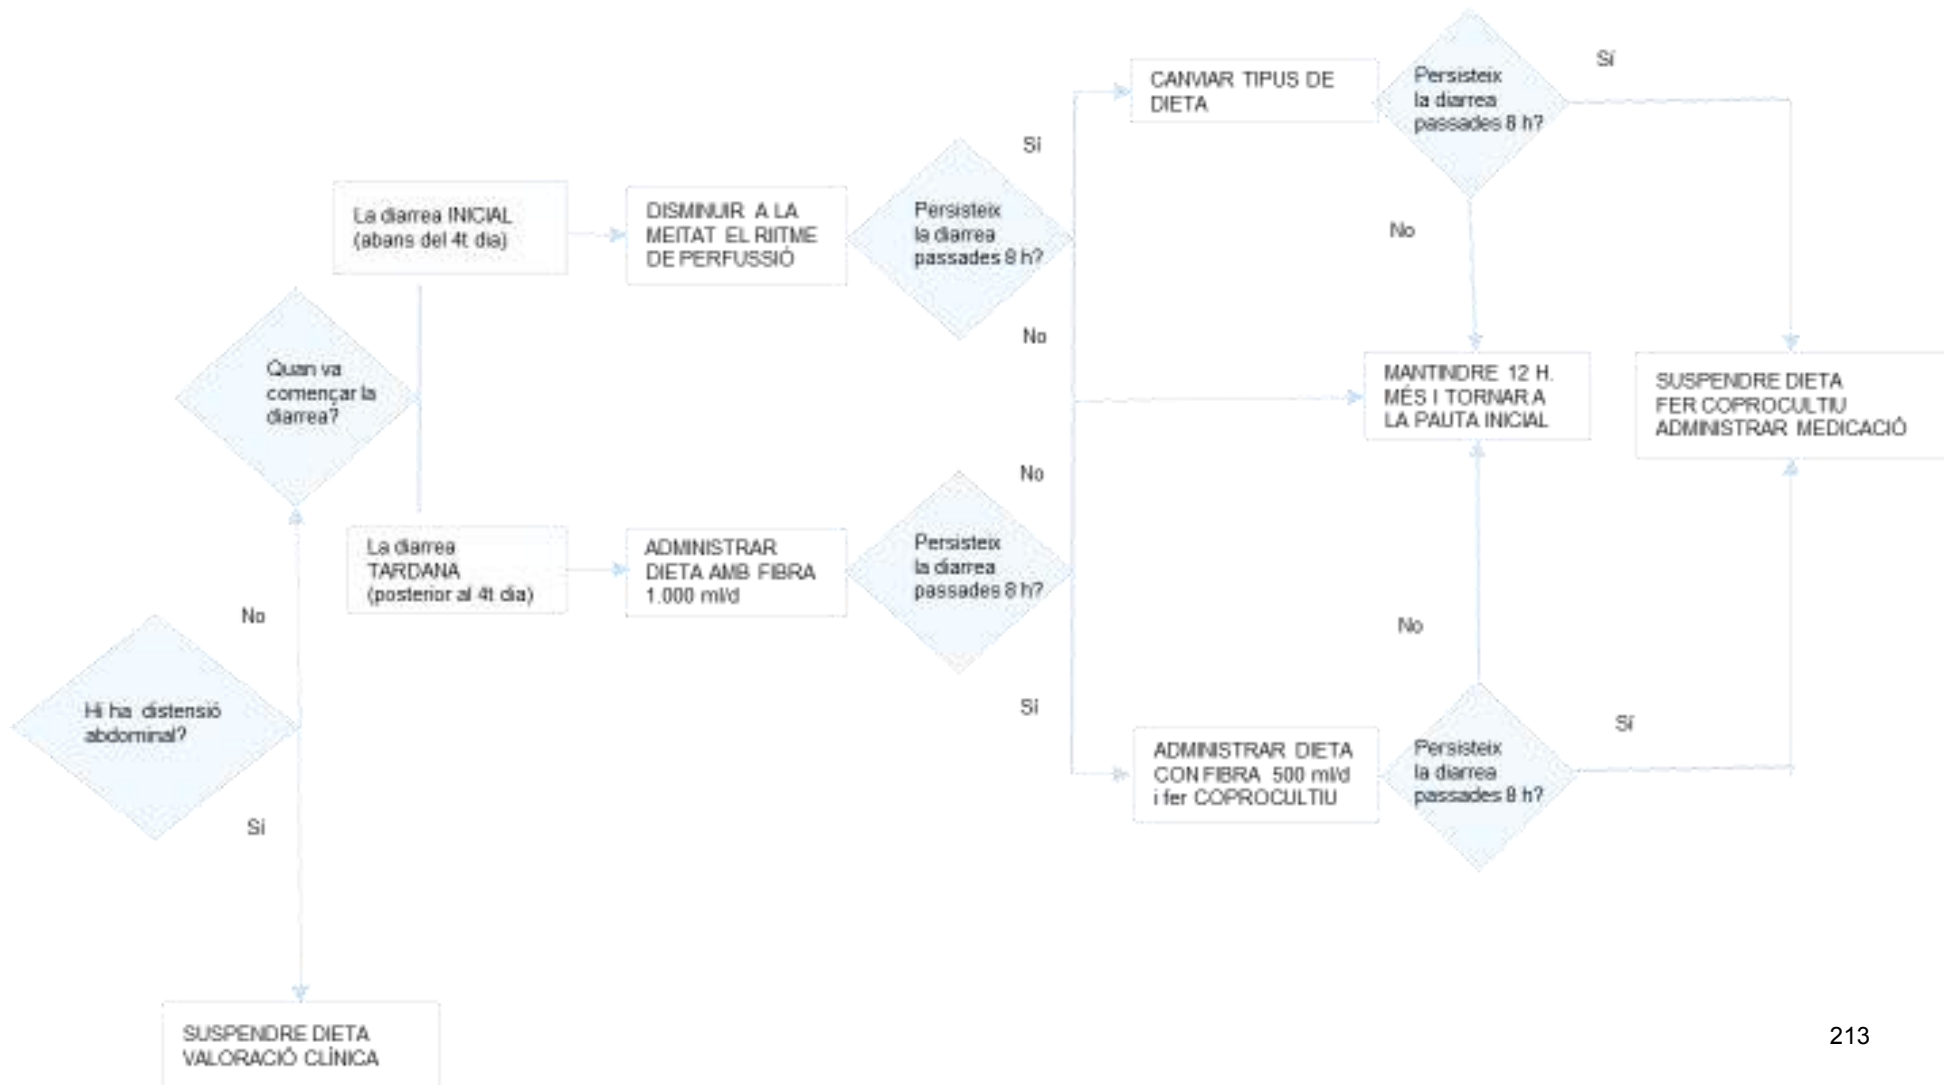 Hi ha distensió
abdominal?
No
Sí
SUSPENDRE DIETA
VALORACIÓ CLÍNICA
Quan va
començar la
diarrea?
La diarrea INICIAL
(abans del 4t dia)
DISMINUIR A LA
MEITAT EL RIITME
DE PERFUSSIÓ
Persisteix
la diarrea
passades 8 h?
Sí
No
CANVIAR TIPUS DE
DIETA
Persisteix
la diarrea
passades 8 h?
Sí
No
La diarrea
TARDANA
(posterior al 4t dia)
ADMINISTRAR
DIETA AMB FIBRA
1.000 ml/d
Persisteix
la diarrea
passades 8 h?
No
Sí
ADMINISTRAR DIETA
CON FIBRA 500 ml/d
i fer COPROCULTIU
Persisteix
la diarrea
passades 8 h?
No
Sí
MANTINDRE 12 H.
MÉS I TORNAR A
LA PAUTA INICIAL
SUSPENDRE DIETA
FER COPROCULTIU
ADMINISTRAR MEDICACIÓ
213